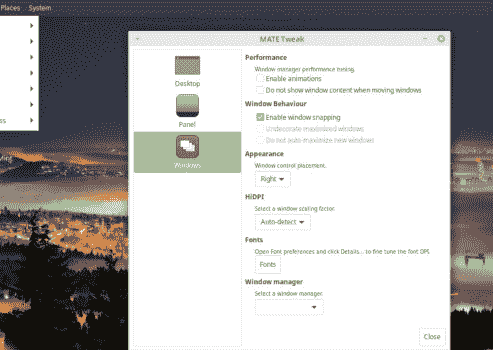 Places System
MATE Tweak
Desktop
Panel
Windows
Performance
Window manager performance tuning.
Enable animations
Do not show window content when moving windows
Window Behaviour
Enable window snapping
Undecorate maximized windows
Do not auto-maximize new windows
Appearance
Window control placement.
Right
HiDPI
Select a window scaling factor.
Auto-detect
Fonts
Open Font preferences and click Details... to fine tune the font DPI.
Fonts
Window manager
Select a window manager.
Close